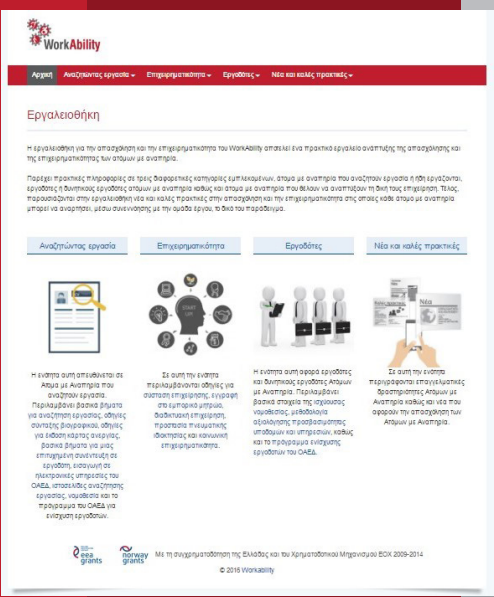 WorkAbility
Αρχική Αναζητώντας εργασία Επιχειρηματικότητα Εργοδότες Νέα και καλές πρακτικές
Εργαλειοθήκη
Η εργαλειοθήκη για την απασχόληση και την επιχειρηματικότητα του WorkAbility αποτελεί ένα πρακτικό εργαλείο ανάπτυξης της απασχόλησης και
της επιχειρηματικότητας των ατόμων με αναπηρία.
Παρέχει πρακτικές πληροφορίες σε τρεις διαφορετικές κατηγορίες εμπλεκομένων, άτομα με αναπηρία που αναζητούν εργασία ή ήδη εργάζονται,
εργοδότες ή δυνητικούς εργοδότες ατόμων με αναπηρία καθώς και άτομα με αναπηρία που θέλουν να αναπτύξουν τη δική τους επιχείρηση. Τέλος,
παρουσιάζονται στην εργαλειοθήκη νέα και καλές πρακτικές στην απασχόληση και την επιχειρηματικότητα στις οποίες κάθε άτομο με αναπηρία
μπορεί να αναρτήσει, μέσω συνεννόησης με την ομάδα έργου, το δικό του παράδειγμα.
Αναζητώντας εργασία
Η ενότητα αυτή απευθύνεται σε
Άτομα με Αναπηρία που
αναζητούν εργασία.
Περιλαμβάνει βασικά βήματα
για αναζήτηση εργασίας, οδηγίες
σύνταξης βιογραφικού, οδηγίες
για έκδοση κάρτας ανεργίας,
βασικά βήματα για μιας
επιτυχημένη συνέντευξη σε
εργοδότη, εισαγωγή σε
ηλεκτρονικές υπηρεσίες του
ΟΑΕΔ, ιστοσελίδες αναζήτησης
εργασίας, νομοθεσία και το
πρόγραμμα του ΟΑΕΔ για
ενίσχυση εργοδοτών.
Επιχειρηματικότητα
START
UP!
Σε αυτή την ενότητα
περιλαμβάνονται οδηγίες για
σύσταση επιχείρησης, εγγραφή
στο εμπορικό μητρώο,
διαδικτυακή επιχείρηση,
προστασία πνευματικής
ιδιοκτησίας και κοινωνική
επιχειρηματικότητα.
Εργοδότες
Η ενότητα αυτή αφορά εργοδότες
και δυνητικούς εργοδότες Ατόμων
με Αναπηρία. Περιλαμβάνει
βασικά στοιχεία της ισχύουσας
νομοθεσίας, μεθοδολογία
αξιολόγησης προσβασιμότητας
υποδομών και υπηρεσιών, καθώς
και το πρόγραμμα ενίσχυσης
εργοδοτών του ΟΑΕΔ.
Νέα και καλές πρακτικές
Νέα
Σε αυτή την ενότητα
περιγράφονται επαγγελματικές
δραστηριότητες Ατόμων με
Αναπηρία καθώς και νέα που
αφορούν την απασχόληση των
Ατόμων με Αναπηρία.
eea grants norway grants Με τη συγχρηματοδότηση της Ελλάδας και του Χρηματοδοτικού Μηχανισμού ΕΟΧ 2009-2014
© 2016 Workability